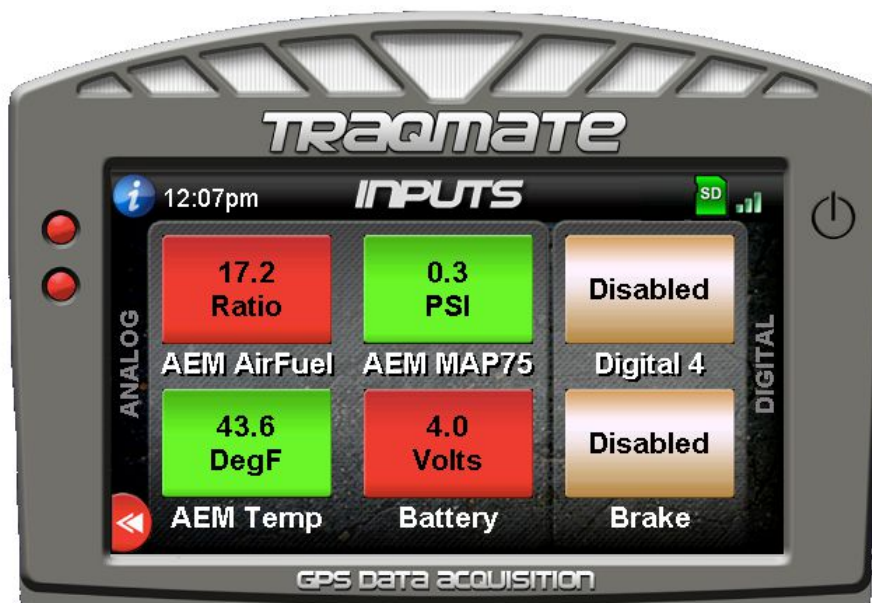 TRAQMATE
12:07pm
INPUTS
SD
ANALOG
17.2
Ratio
AEM AirFuel
0.3
PSI
AEM MAP75
Disabled
Digital 4
DIGITAL
43.6
DegF
AEM Temp
4.0
Volts
Battery
Disabled
Brake
GPS DATA ACQUISITION